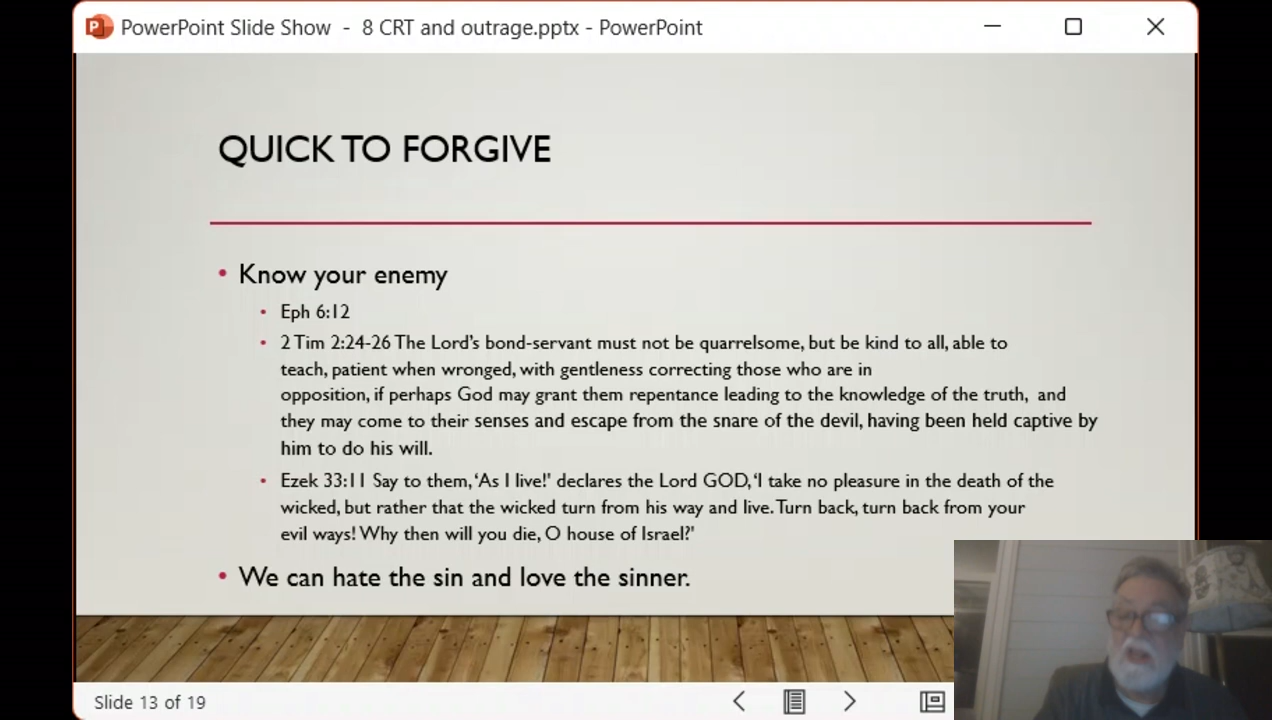 PowerPoint Slide Show - 8 CRT and outrage.pptx - PowerPoint
QUICK TO FORGIVE
• Know your enemy
• Eph 6:12
• 2 Tim 2:24-26 The Lord's bond-servant must not be quarrelsome, but be kind to all, able to
teach, patient when wronged, with gentleness correcting those who are in
opposition, if perhaps God may grant them repentance leading to the knowledge of the truth, and
they may come to their senses and escape from the snare of the devil, having been held captive by
him to do his will.
• Ezek 33:11 Say to them, 'As I live!' declares the Lord GOD, 'I take no pleasure in the death of the
wicked, but rather that the wicked turn from his way and live. Turn back, turn back from your
evil ways! Why then will you die, O house of Israel?'
• We can hate the sin and love the sinner.
Slide 13 of 19